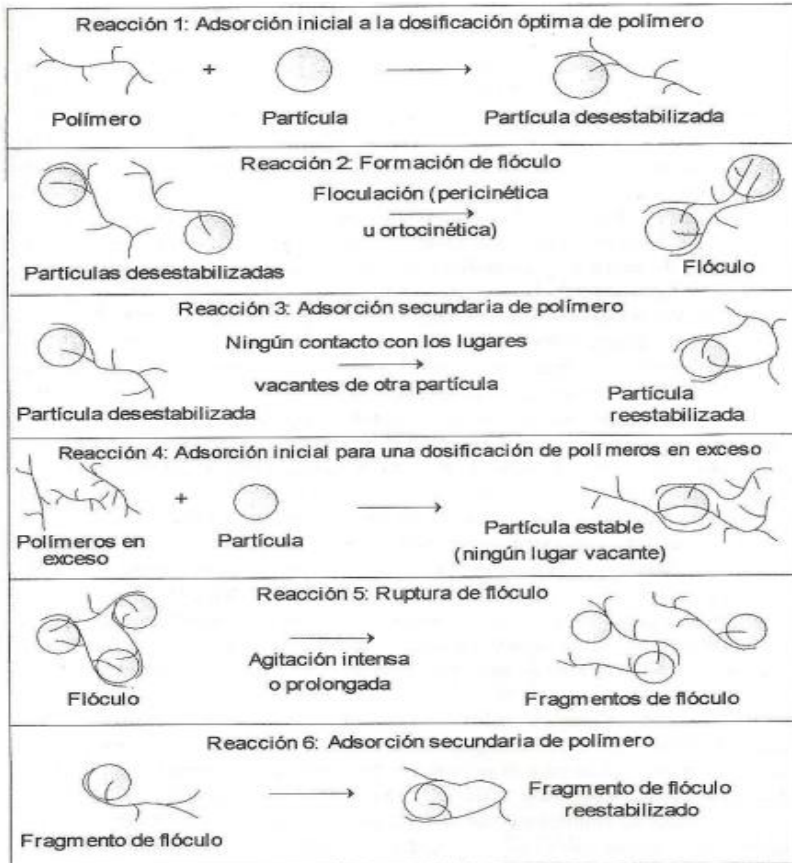 Reacción 1: Adsorción inicial a la dosificación óptima de polímero
+
Polímero
Partícula
Partícula desestabilizada
Reacción 2: Formación de flóculo
Floculación (pericinética
u ortocinética)
Partículas desestabilizadas
Flóculo
Reacción 3: Adsorción secundaria de polímero
Ningún contacto con los lugares
vacantes de otra partícula
Partícula desestabilizada
Partícula
reestabilizada
Reacción 4: Adsorción inicial para una dosificación de polímeros en exceso
+
Polímeros en
exceso
Partícula
Partícula estable
(ningún lugar vacante)
Reacción 5: Ruptura de flóculo
Agitación intensa
o prolongada
Flóculo
Fragmentos de flóculo
Reacción 6: Adsorción secundaria de polímero
Fragmento de flóculo
Fragmento de flóculo
reestabilizado